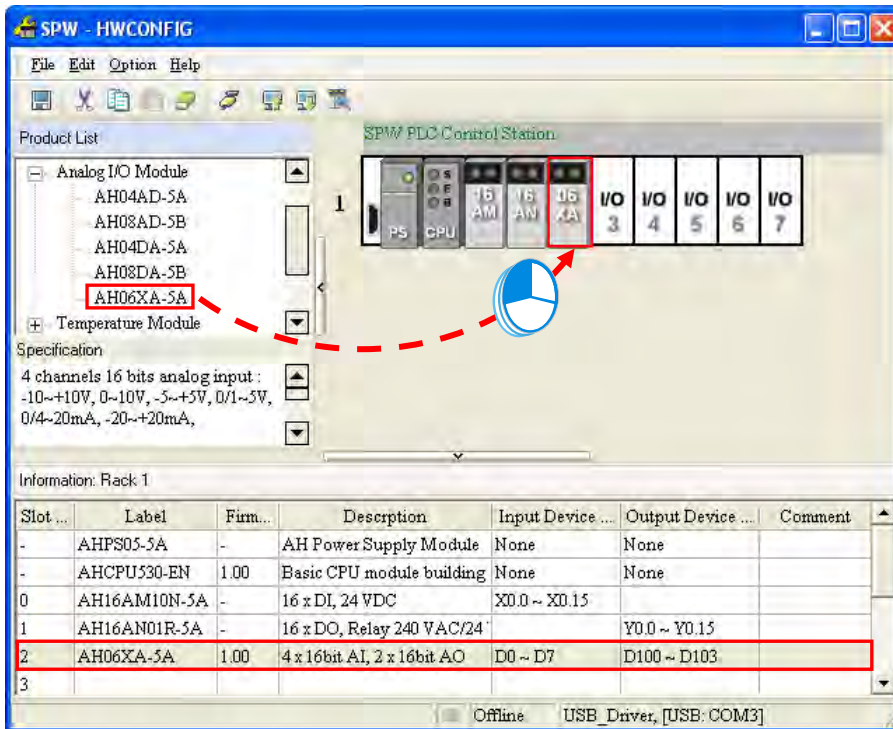 SPW - HWCONFIG
File Edit Option Help
Product List
Analog I/O Module
AH04AD-5A
AH08AD-5B
AH04DA-5A
AH08DA-5B
AH06XA-5A
Temperature Module
Specification
4 channels 16 bits analog input :
-10~+10V, 0~10V, -5~+5V, 0/1~5V,
0/4~20mA, -20~+20mA,
SPW PLC Control Station
1
PS
CPU
16 AM
16 AN
06 XA
I/O 3
I/O 4
I/O 5
I/O 6
I/O 7
Information: Rack 1
Slot ... Label Firm... Descrption Input Device ... Output Device ... Comment
- AHPS05-5A - AH Power Supply Module None None
- AHCPU530-EN 1.00 Basic CPU module building None None
0 AH16AM10N-5A - 16 x DI, 24 VDC X0.0 ~ X0.15
1 AH16AN01R-5A - 16 x DO, Relay 240 VAC/24 Y0.0 ~ Y0.15
2 AH06XA-5A 1.00 4 x 16bit AI, 2 x 16bit AO D0 ~ D7 D100 ~ D103
3
Offline USB_Driver, [USB: COM3]